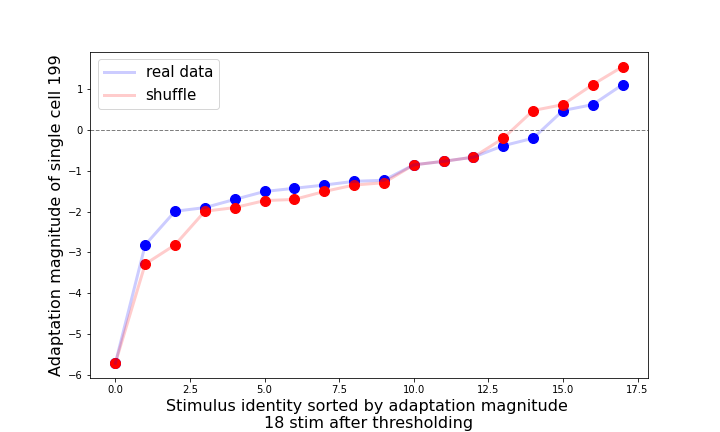 real data
shuffle
Adaptation magnitude of single cell 199
1
0
−1
−2
−3
−4
−5
−6
0.0 2.5 5.0 7.5 10.0 12.5 15.0 17.5
Stimulus identity sorted by adaptation magnitude
18 stim after thresholding